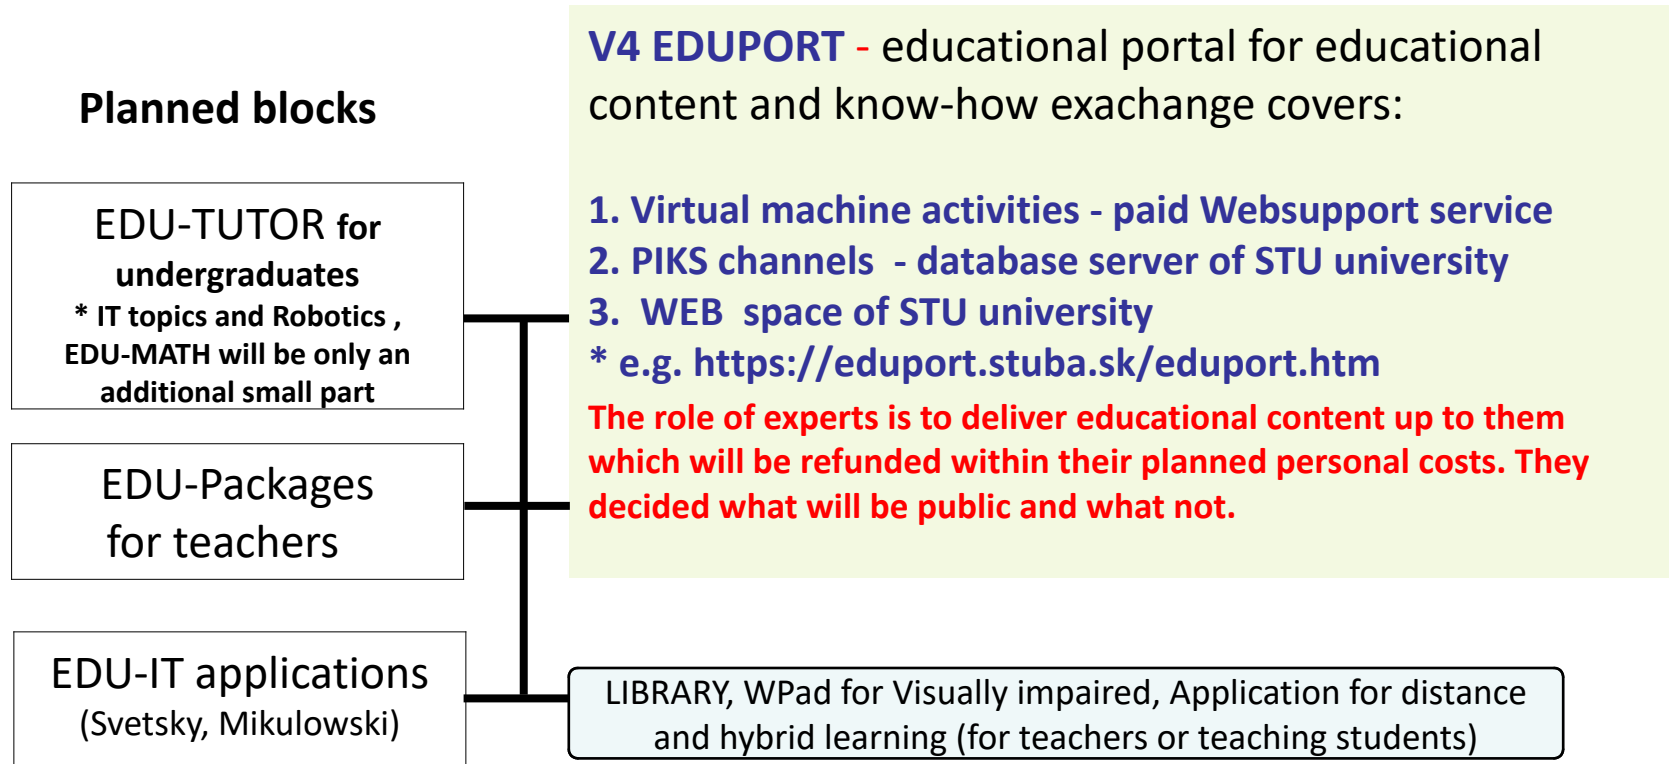 Planned blocks
EDU-TUTOR for
undergraduates
* IT topics and Robotics ,
EDU-MATH will be only an
additional small part
EDU-Packages
for teachers
EDU-IT applications
(Svetsky, Mikulowski)
V4 EDUPORT - educational portal for educational
content and know-how exachange covers:
1. Virtual machine activities - paid Websupport service
2. PIKS channels - database server of STU university
3. WEB space of STU university
* e.g. https://eduport.stuba.sk/eduport.htm
The role of experts is to deliver educational content up to them
which will be refunded within their planned personal costs. They
decided what will be public and what not.
LIBRARY, WPad for Visually impaired, Application for distance
and hybrid learning (for teachers or teaching students)